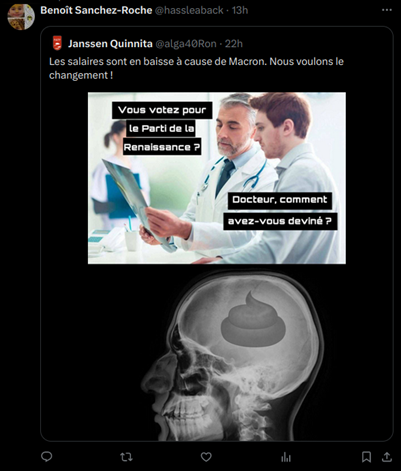 Benoît Sanchez-Roche @hassleaback · 13h
Janssen Quinnita @alga40Ron · 22h
Les salaires sont en baisse à cause de Macron. Nous voulons le
changement !
Vous votez pour
le Parti de la
Renaissance ?
Docteur, comment
avez-vous deviné ?